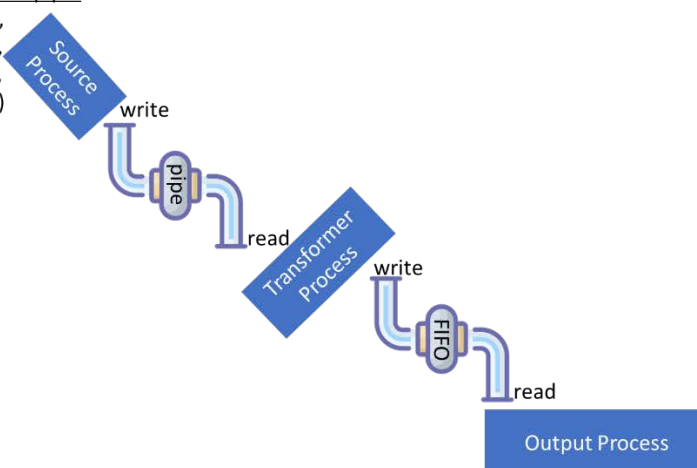 Source
Process
write
pipe
read
Transformer
Process
write
FIFO
read
Output Process